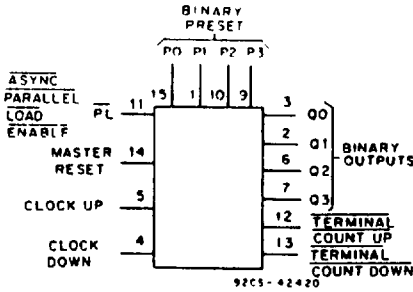 BINARY
PRESET
P0 P1 P2 P3
15 1 10 9
ASYNC
PARALLEL
LOAD
ENABLE
PL 11
MASTER
RESET
14
CLOCK UP 5
CLOCK
DOWN
4
3 Q0
2 Q1
6 Q2
7 Q3
BINARY
OUTPUTS
12 TERMINAL
COUNT UP
13 TERMINAL
COUNT DOWN
92CS-42420